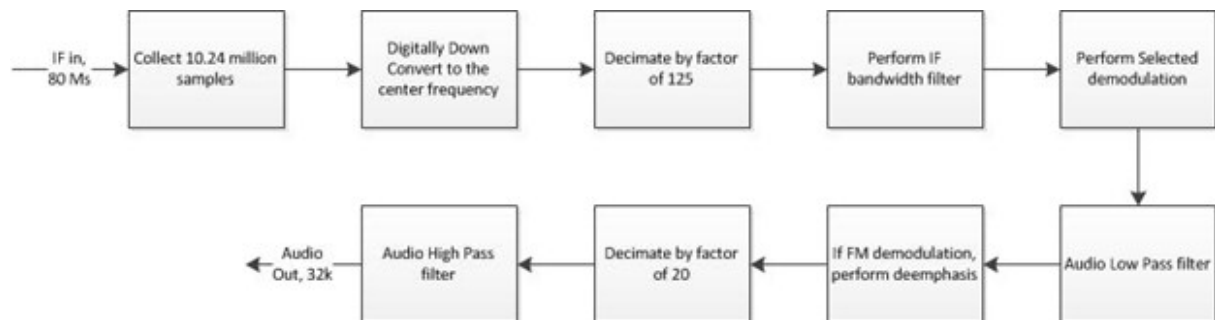 IF in,
80 Ms
Collect 10.24 million
samples
Digitally Down
Convert to the
center frequency
Decimate by factor
of 125
Perform IF
bandwidth filter
Perform Selected
demodulation
Audio
Out, 32k
Audio High Pass
filter
Decimate by factor
of 20
If FM demodulation,
perform deemphasis
Audio Low Pass filter